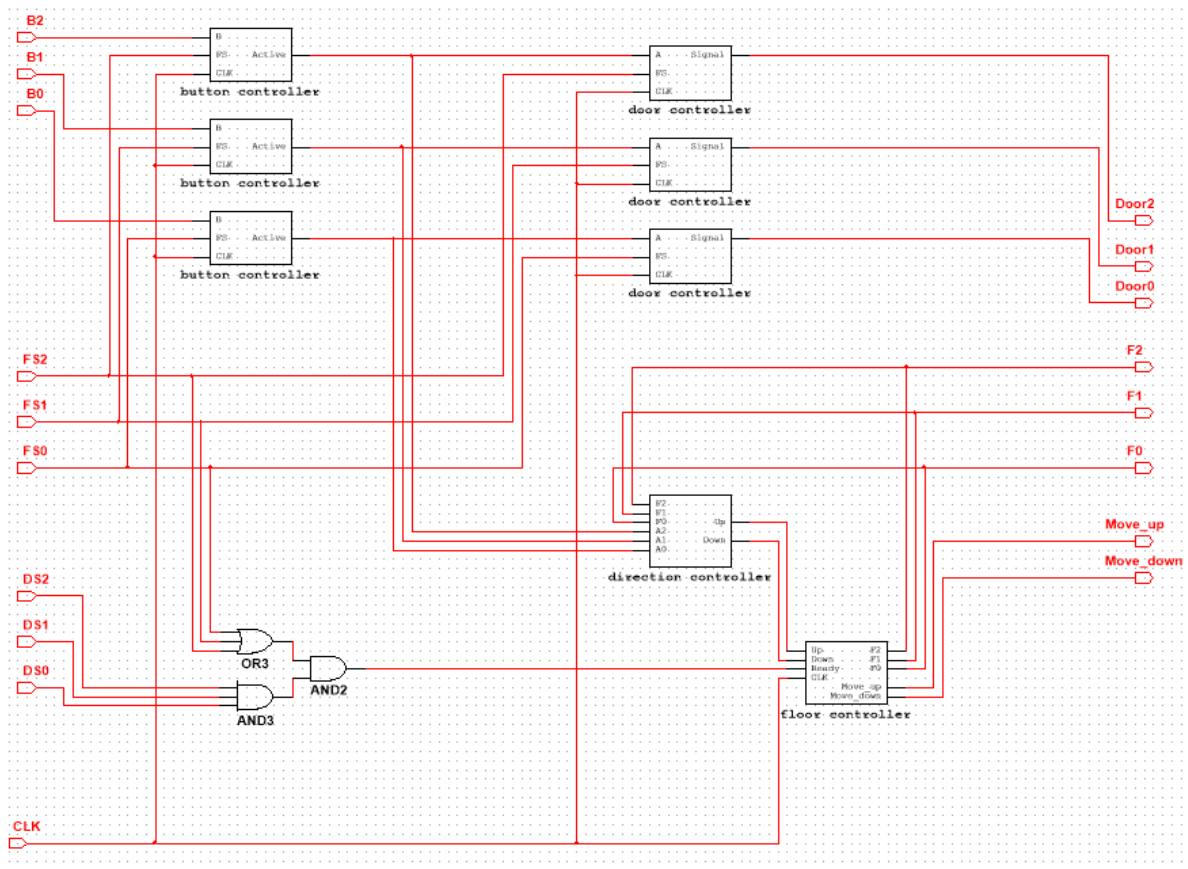 B2
B1
B0
B
FS
Active
CLK
button controller
B
FS
Active
CLK
button controller
B
FS
Active
CLK
button controller
A
Signal
FS
CLK
door controller
A
Signal
FS
CLK
door controller
A
Signal
FS
CLK
door controller
Door2
Door1
Door0
FS2
FS1
FS0
F2
F1
F0
Move_up
Move_down
F2
F1
F0
A2
A1
A0
Up
Down
direction controller
DS2
DS1
DS0
OR3
AND2
AND3
Up
Down
Ready
CLK
F2
F1
F0
Move_up
Move_down
floor controller
CLK